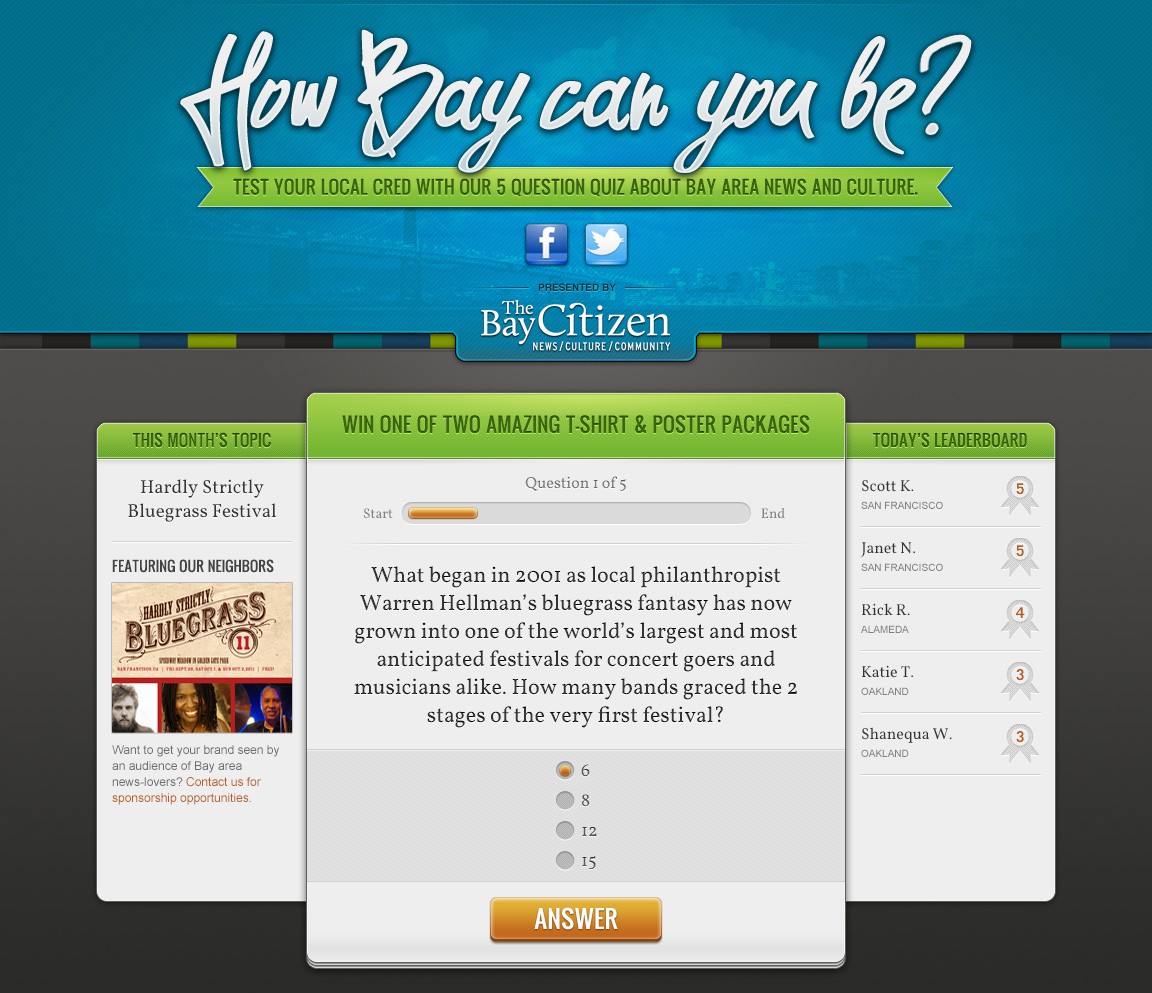 How Bay can you be?
TEST YOUR LOCAL CRED WITH OUR 5 QUESTION QUIZ ABOUT BAY AREA NEWS AND CULTURE.
f
PRESENTED BY
The
BayCitizen
NEWS/CULTURE/COMMUNITY
THIS MONTH'S TOPIC
Hardly Strictly
Bluegrass Festival
FEATURING OUR NEIGHBORS
HARDLY STRICTLY
BLUEGRASS
11
SPEEDWAY MEADOW IN GOLDEN GATE PARK
SAN FRANCISCO, CA | FRI SEPT. 30, SAT OCT. 1, & SUN OCT 2, 2011 | FREE!
Want to get your brand seen by
an audience of Bay area
news-lovers? Contact us for
sponsorship opportunities.
WIN ONE OF TWO AMAZING T-SHIRT & POSTER PACKAGES
Question 1 of 5
Start End
What began in 2001 as local philanthropist
Warren Hellman's bluegrass fantasy has now
grown into one of the world's largest and most
anticipated festivals for concert goers and
musicians alike. How many bands graced the 2
stages of the very first festival?
6
8
12
15
ANSWER
TODAY'S LEADERBOARD
Scott K. 5
SAN FRANCISCO
Janet N. 5
SAN FRANCISCO
Rick R. 4
ALAMEDA
Katie T. 3
OAKLAND
Shanequa W. 3
OAKLAND